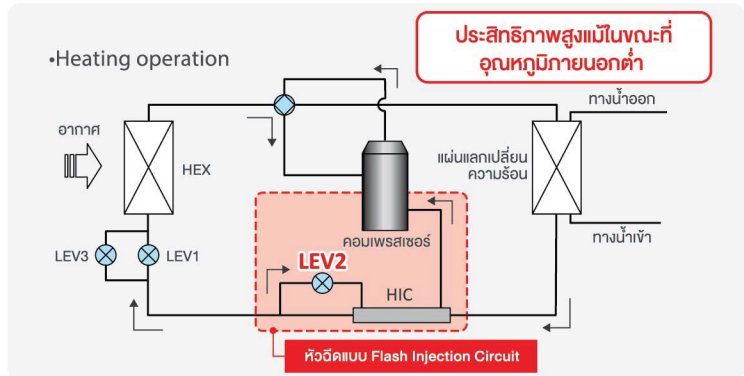 •Heating operation
ประสิทธิภาพสูงแม้ในขณะที่
อุณหภูมิภายนอกต่ำ
ทางน้ำออก
อากาศ
HEX
แผ่นแลกเปลี่ยน
ความร้อน
คอมเพรสเซอร์
ทางน้ำเข้า
LEV3
LEV1
LEV2
HIC
หัวฉีดแบบ Flash Injection Circuit